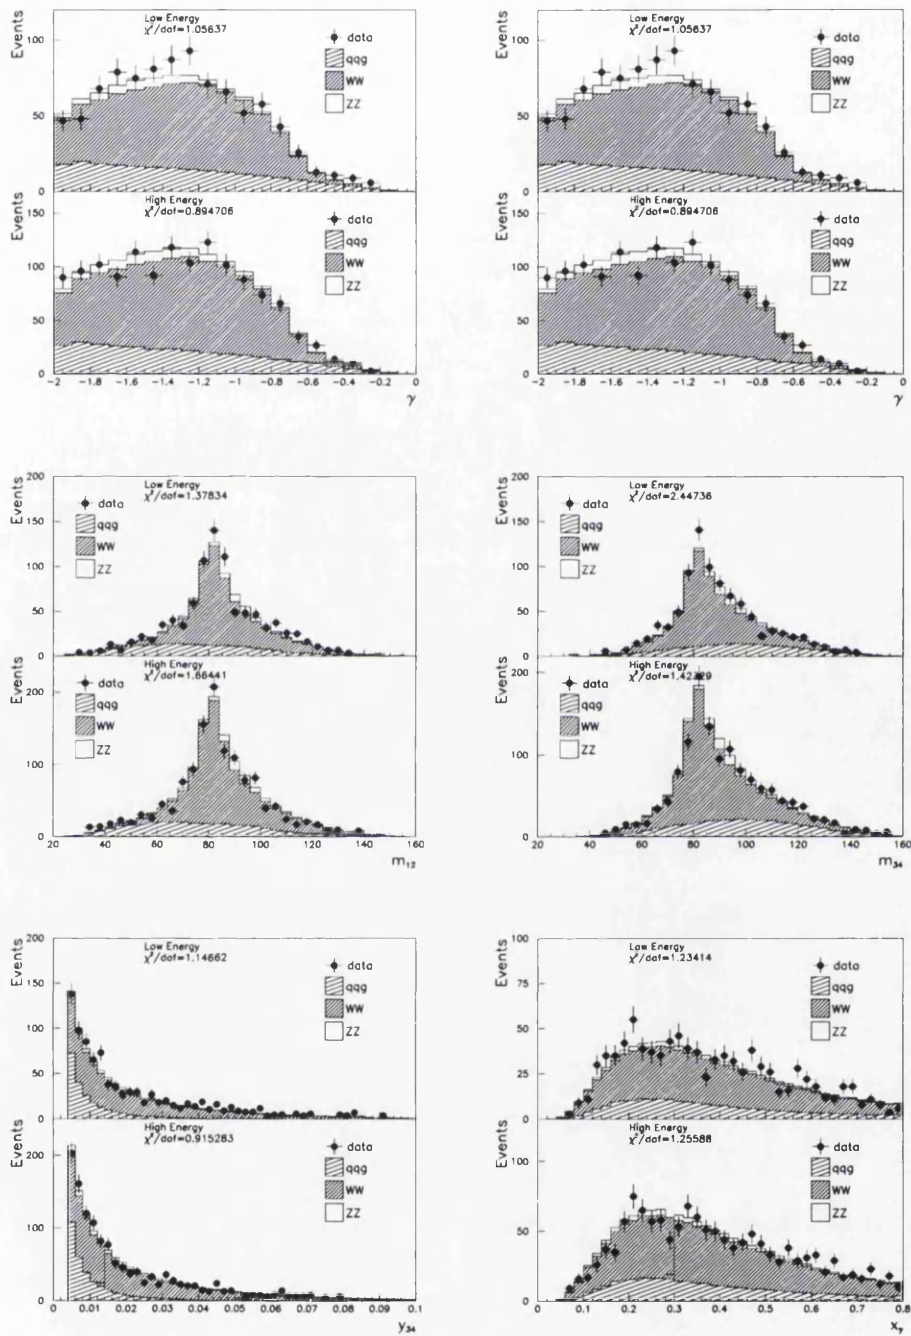 Events
Low Energy
χ²/dof=1.05637
data
qqg
WW
ZZ
100
50
0
Events
High Energy
χ²/dof=0.894706
data
qqg
WW
ZZ
150
100
50
0
-2 -1.8 -1.6 -1.4 -1.2 -1 -0.8 -0.6 -0.4 -0.2 0
γ
Events
Low Energy
χ²/dof=1.05637
data
qqg
WW
ZZ
100
50
0
Events
High Energy
χ²/dof=0.894706
data
qqg
WW
ZZ
150
100
50
0
-2 -1.8 -1.6 -1.4 -1.2 -1 -0.8 -0.6 -0.4 -0.2 0
γ
Events
Low Energy
χ²/dof=1.37834
data
qqg
WW
ZZ
200
150
100
50
0
Events
High Energy
χ²/dof=1.66441
data
qqg
WW
ZZ
200
100
0
20 40 60 80 100 120 140 160
m₁₂
Events
Low Energy
χ²/dof=2.44736
data
qqg
WW
ZZ
200
150
100
50
0
Events
High Energy
data
qqg
WW
ZZ
200
100
0
20 40 60 80 100 120 140 160
m₃₄
Events
Low Energy
χ²/dof=1.14662
data
qqg
WW
ZZ
200
150
100
50
0
Events
High Energy
χ²/dof=0.915283
data
qqg
WW
ZZ
200
100
0
0 0.01 0.02 0.03 0.04 0.05 0.06 0.07 0.08 0.09 0.1
y₃₄
Events
Low Energy
χ²/dof=1.23414
data
qqg
WW
ZZ
100
75
50
25
0
Events
High Energy
χ²/dof=1.25588
data
qqg
WW
ZZ
100
50
0
0 0.1 0.2 0.3 0.4 0.5 0.6 0.7 0.8